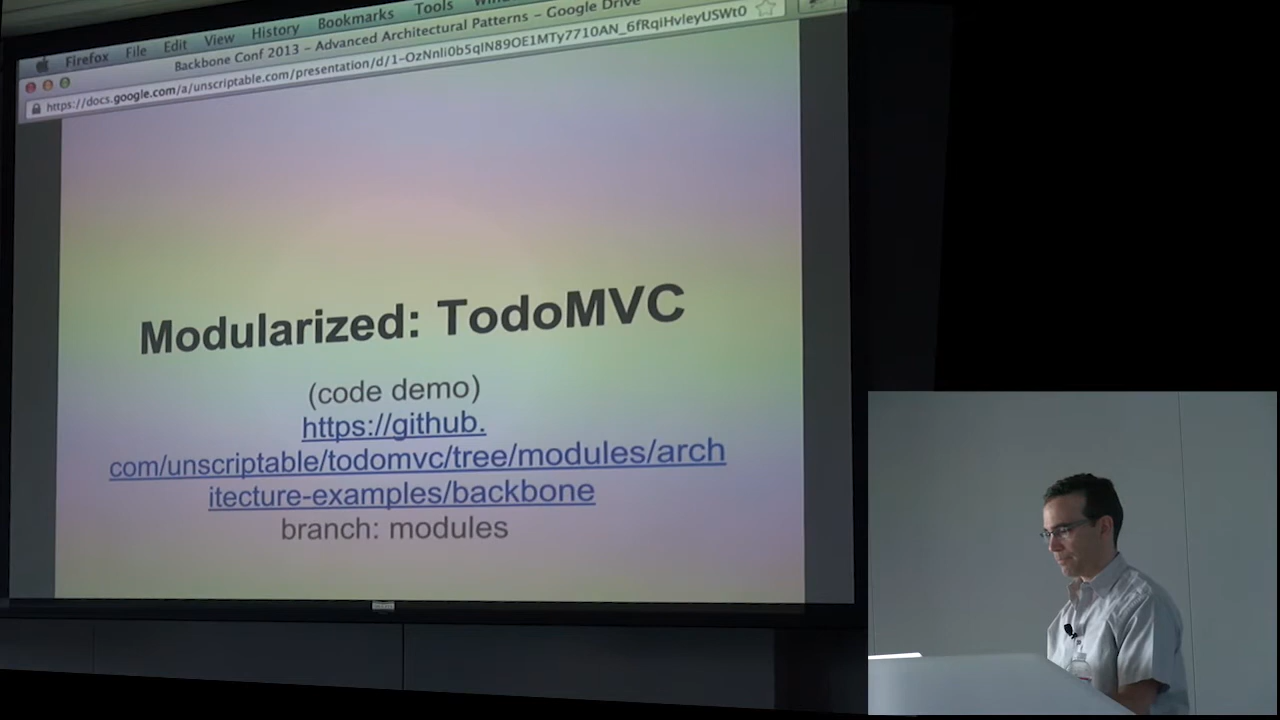 Firefox File Edit View History Bookmarks Tools
Backbone Conf 2013 – Advanced Architectural Patterns – Google Drive
https://docs.google.com/a/unscriptable.com/presentation/d/1-OzNnli0b5qIN89OE1MTy7710AN_6fRqiHvleyUSWt0
Modularized: TodoMVC
(code demo)
https://github.
com/unscriptable/todomvc/tree/modules/arch
itecture-examples/backbone
branch: modules